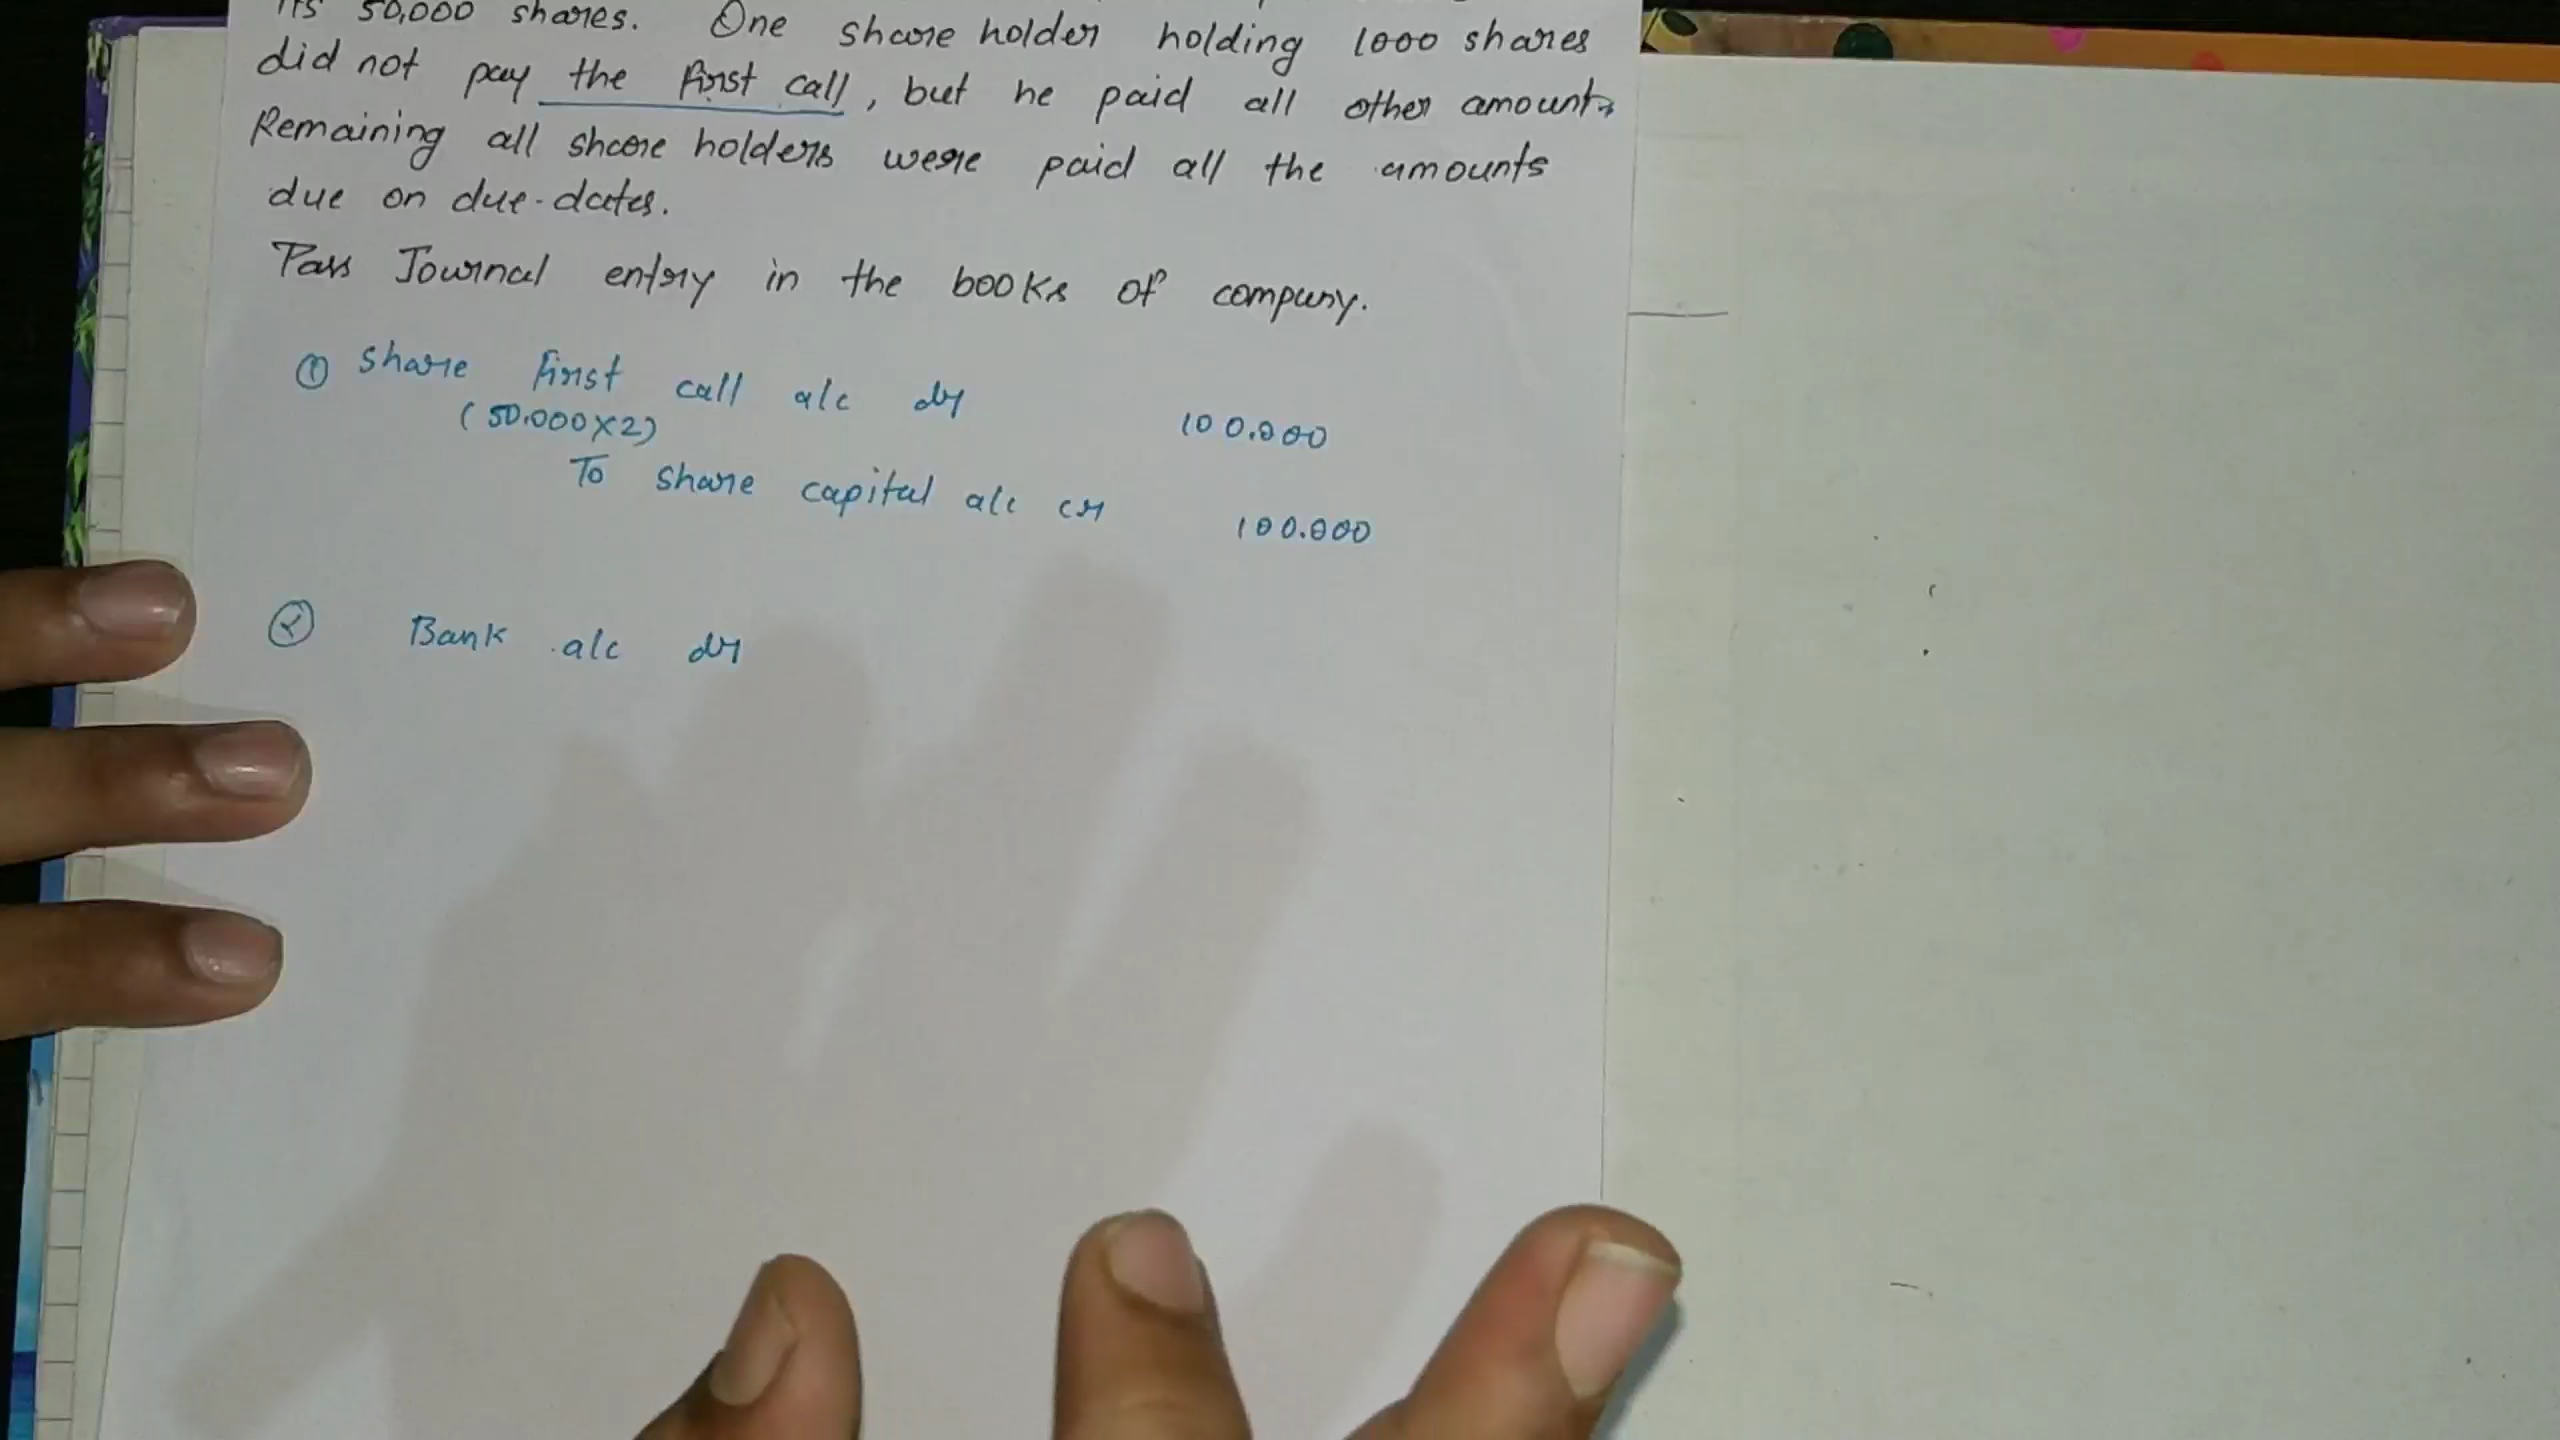 its 50,000 shares. One share holder holding 1000 shares
did not pay the first call, but he paid all other amounts
Remaining all share holders were paid all the amounts
due on due-dates.
Pass Journal entry in the books of company.
① share first call a/c dr 100.000
(50.000×2)
To share capital a/c cr 100.000
② Bank a/c dr